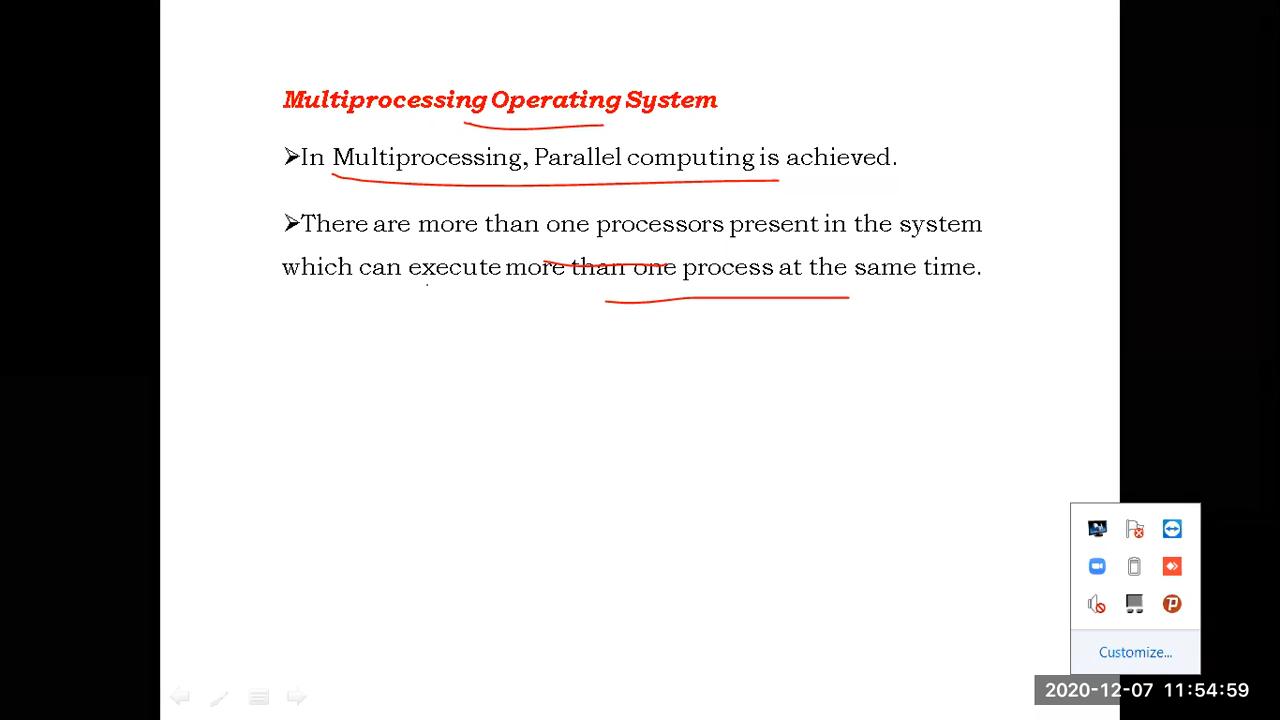 Multiprocessing Operating System
➢In Multiprocessing, Parallel computing is achieved.
➢There are more than one processors present in the system
which can execute more than one process at the same time.
Customize...
2020-12-07 11:54:59